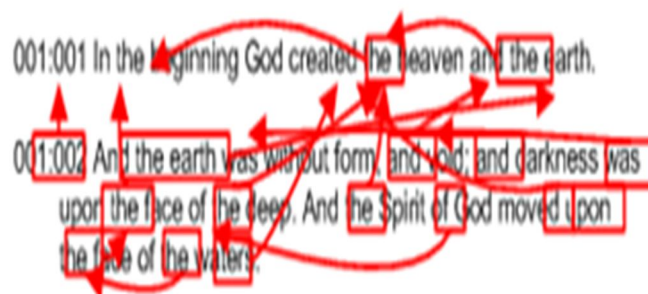 001:001 In the beginning God created the heaven and the earth.
001:002 And the earth was without form, and void; and darkness was
upon the face of the deep. And the Spirit of God moved upon
the face of the waters.